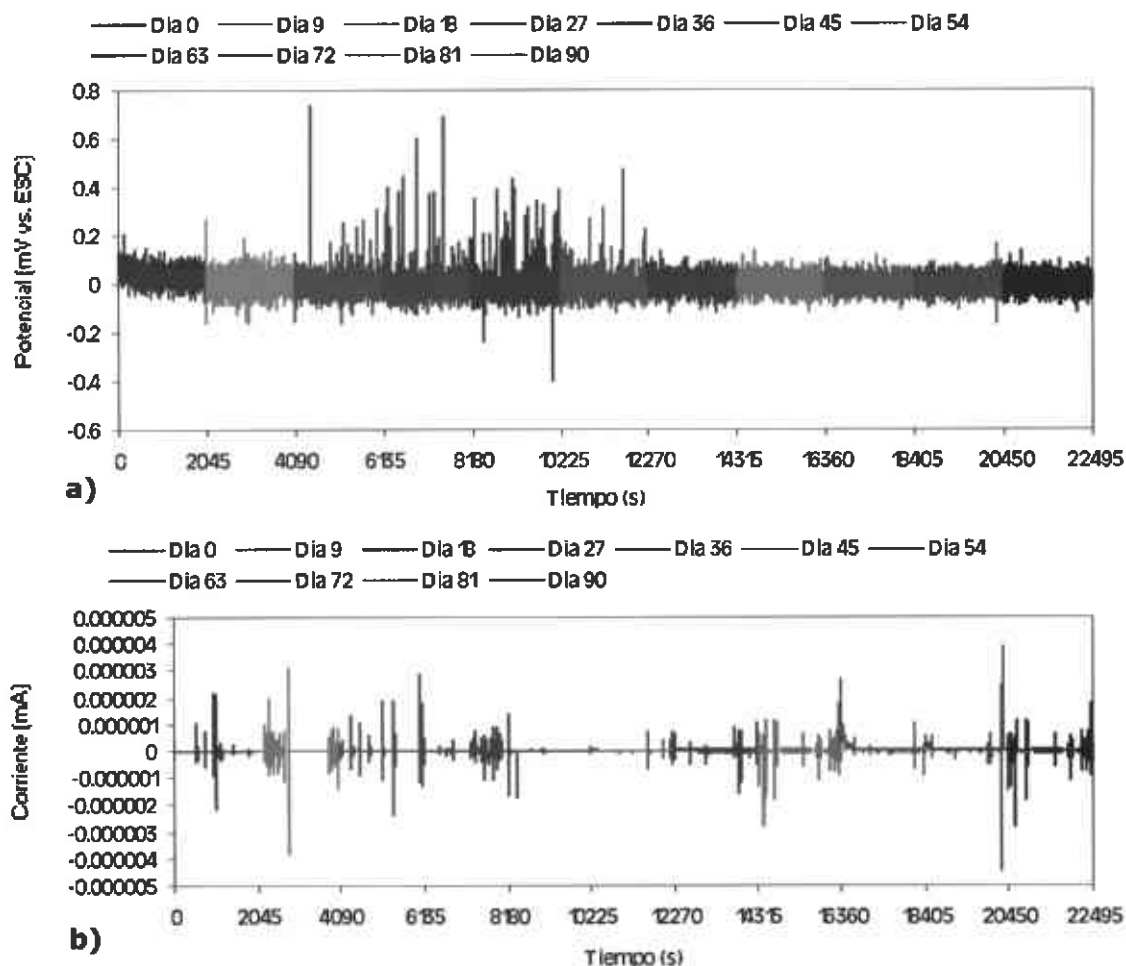 Dia 0 Dia 9 Dia 18 Dia 27 Dia 36 Dia 45 Dia 54
Dia 63 Dia 72 Dia 81 Dia 90
Potencial (mV vs. ESC)
0.8
0.6
0.4
0.2
0
-0.2
-0.4
-0.6
0 2045 4090 6135 8180 10225 12270 14315 16360 18405 20450 22495
Tiempo (s)
a)
Dia 0 Dia 9 Dia 18 Dia 27 Dia 36 Dia 45 Dia 54
Dia 63 Dia 72 Dia 81 Dia 90
Corriente (mA)
0.000005
0.000004
0.000003
0.000002
0.000001
0
-0.000001
-0.000002
-0.000003
-0.000004
-0.000005
0 2045 4090 6135 8180 10225 12270 14315 16360 18405 20450 22495
Tiempo (s)
b)